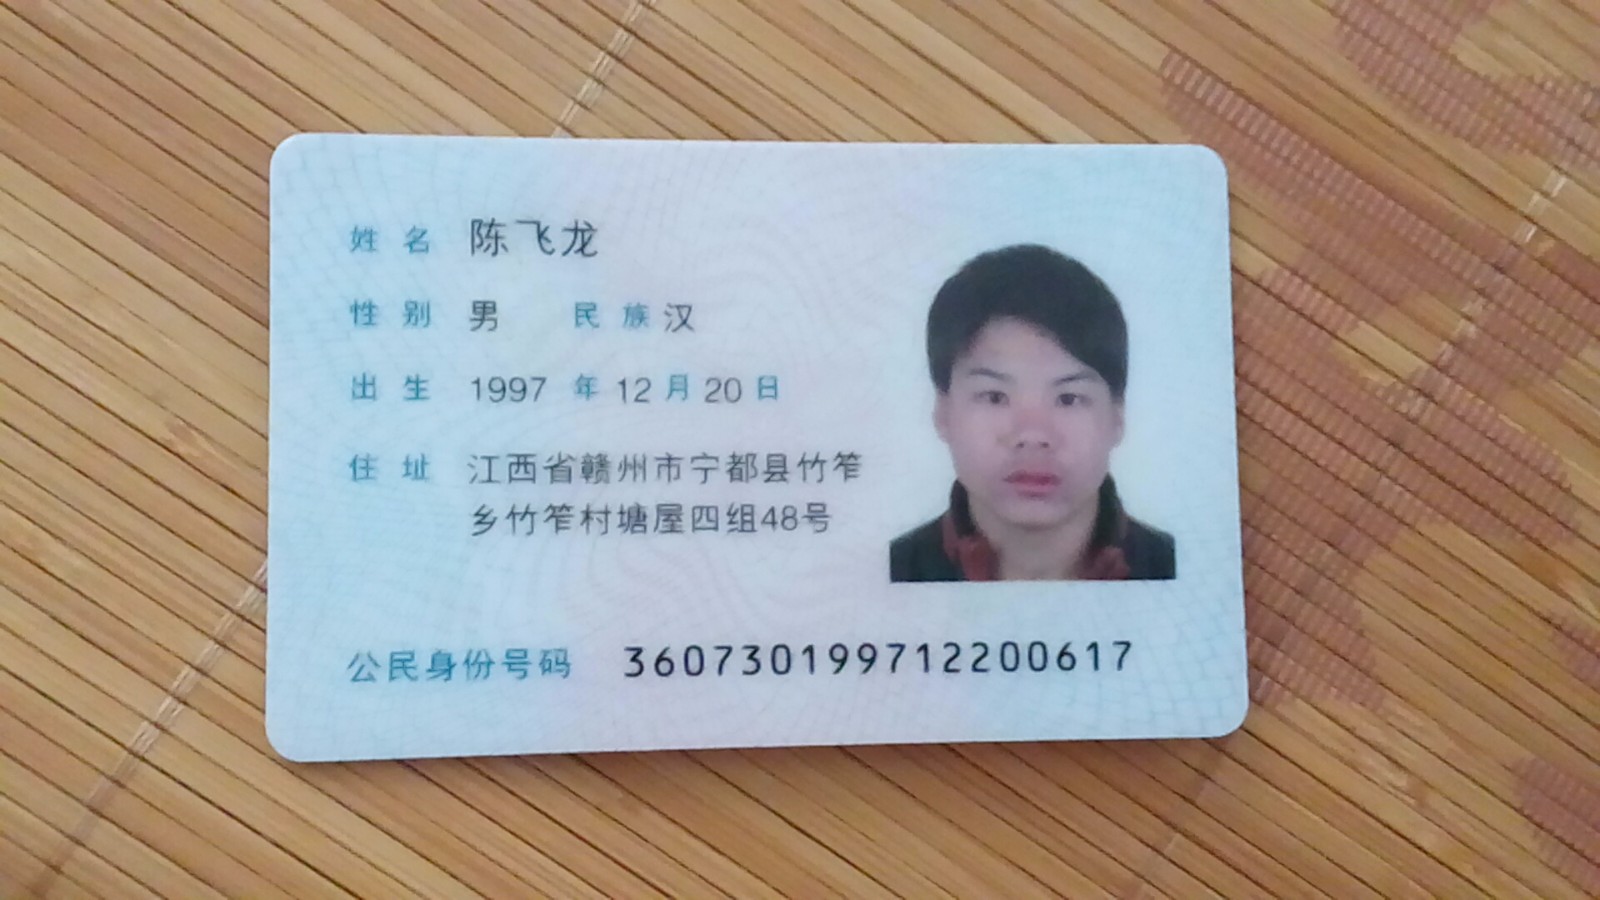 姓名 陈飞龙
性别 男 民族 汉
出生 1997 年 12 月 20 日
住址 江西省赣州市宁都县竹笮
乡竹笮村塘屋四组48号
公民身份号码 360730199712200617